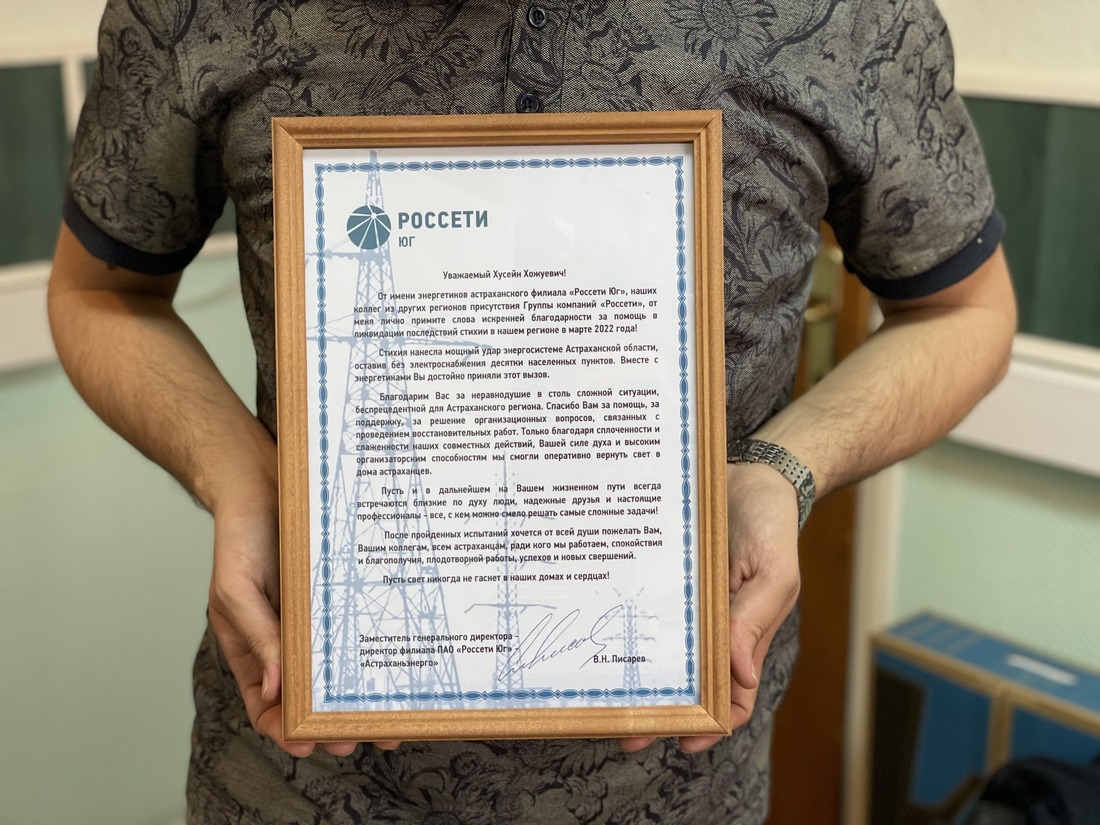 РОССЕТИ
ЮГ
Уважаемый Хусейн Хожуевич!
От имени энергетиков астраханского филиала «Россети Юг», наших
коллег из других регионов присутствия Группы компаний «Россети», от
меня лично примите слова искренней благодарности за помощь в
ликвидации последствий стихии в нашем регионе в марте 2022 года!
Стихия нанесла мощный удар энергосистеме Астраханской области,
оставив без электроснабжения десятки населенных пунктов. Вместе с
энергетиками Вы достойно приняли этот вызов.
Благодарим Вас за неравнодушие в столь сложной ситуации,
беспрецедентной для Астраханского региона. Спасибо Вам за помощь, за
поддержку, за решение организационных вопросов, связанных с
проведением восстановительных работ. Только благодаря сплоченности и
слаженности наших совместных действий, Вашей силе духа и высоким
организаторским способностям мы смогли оперативно вернуть свет в
дома астраханцев.
Пусть и в дальнейшем на Вашем жизненном пути всегда
встречаются близкие по духу люди, надежные друзья и настоящие
профессионалы - все, с кем можно смело решать самые сложные задачи!
После пройденных испытаний хочется от всей души пожелать Вам,
Вашим коллегам, всем астраханцам, ради кого мы работаем, спокойствия
и благополучия, плодотворной работы, успехов и новых свершений.
Пусть свет никогда не гаснет в наших домах и сердцах!
Заместитель генерального директора -
директор филиала ПАО «Россети Юг» -
«Астраханьэнерго»
В.Н. Писарев